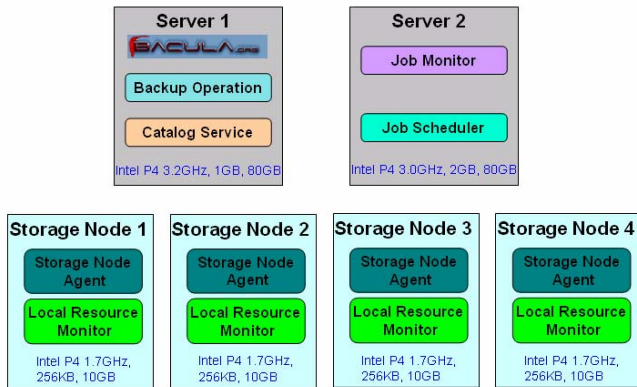 Server 1
BACULA.ORG
Backup Operation
Catalog Service
Intel P4 3.2GHz, 1GB, 80GB
Server 2
Job Monitor
Job Scheduler
Intel P4 3.0GHz, 2GB, 80GB
Storage Node 1
Storage Node
Agent
Local Resource
Monitor
Intel P4 1.7GHz,
256KB, 10GB
Storage Node 2
Storage Node
Agent
Local Resource
Monitor
Intel P4 1.7GHz,
256KB, 10GB
Storage Node 3
Storage Node
Agent
Local Resource
Monitor
Intel P4 1.7GHz,
256KB, 10GB
Storage Node 4
Storage Node
Agent
Local Resource
Monitor
Intel P4 1.7GHz,
256KB, 10GB